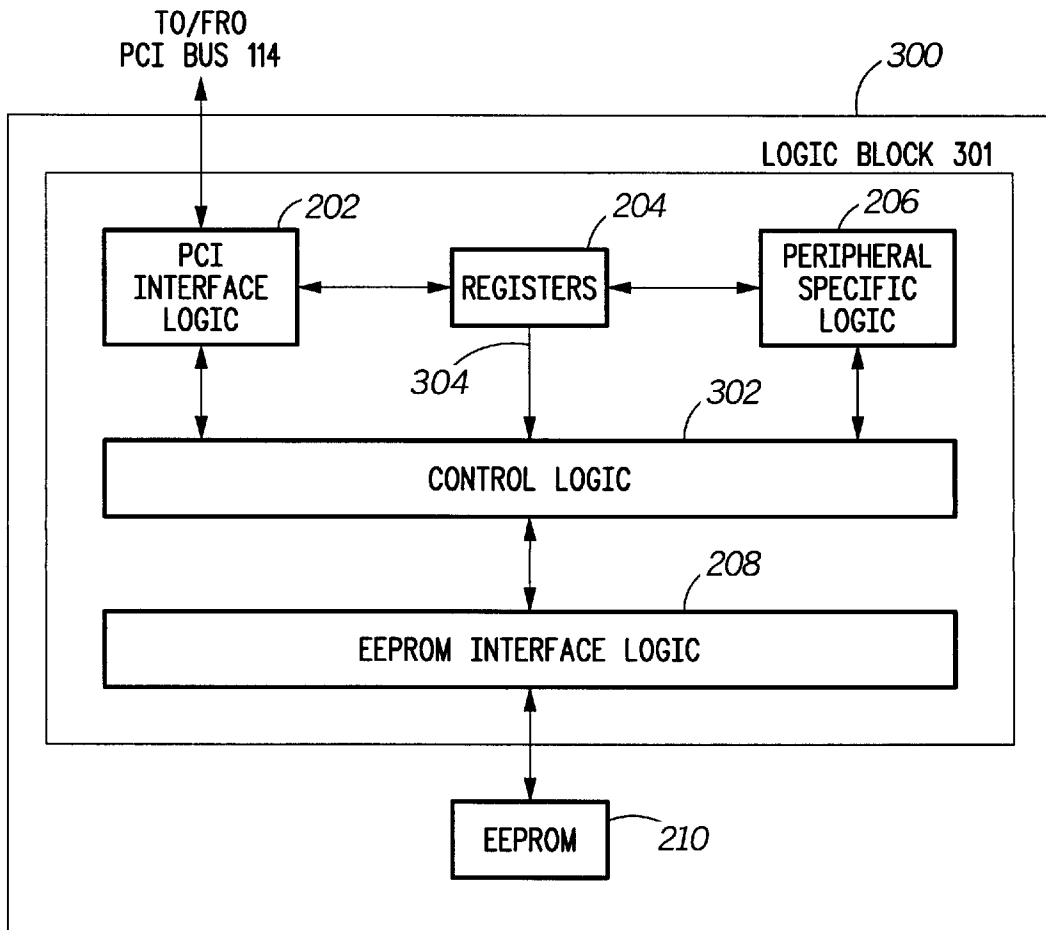 TO/FRO
PCI BUS 114
300
LOGIC BLOCK 301
202
204
206
PCI
INTERFACE
LOGIC
REGISTERS
PERIPHERAL
SPECIFIC
LOGIC
304
302
CONTROL LOGIC
208
EEPROM INTERFACE LOGIC
EEPROM
210